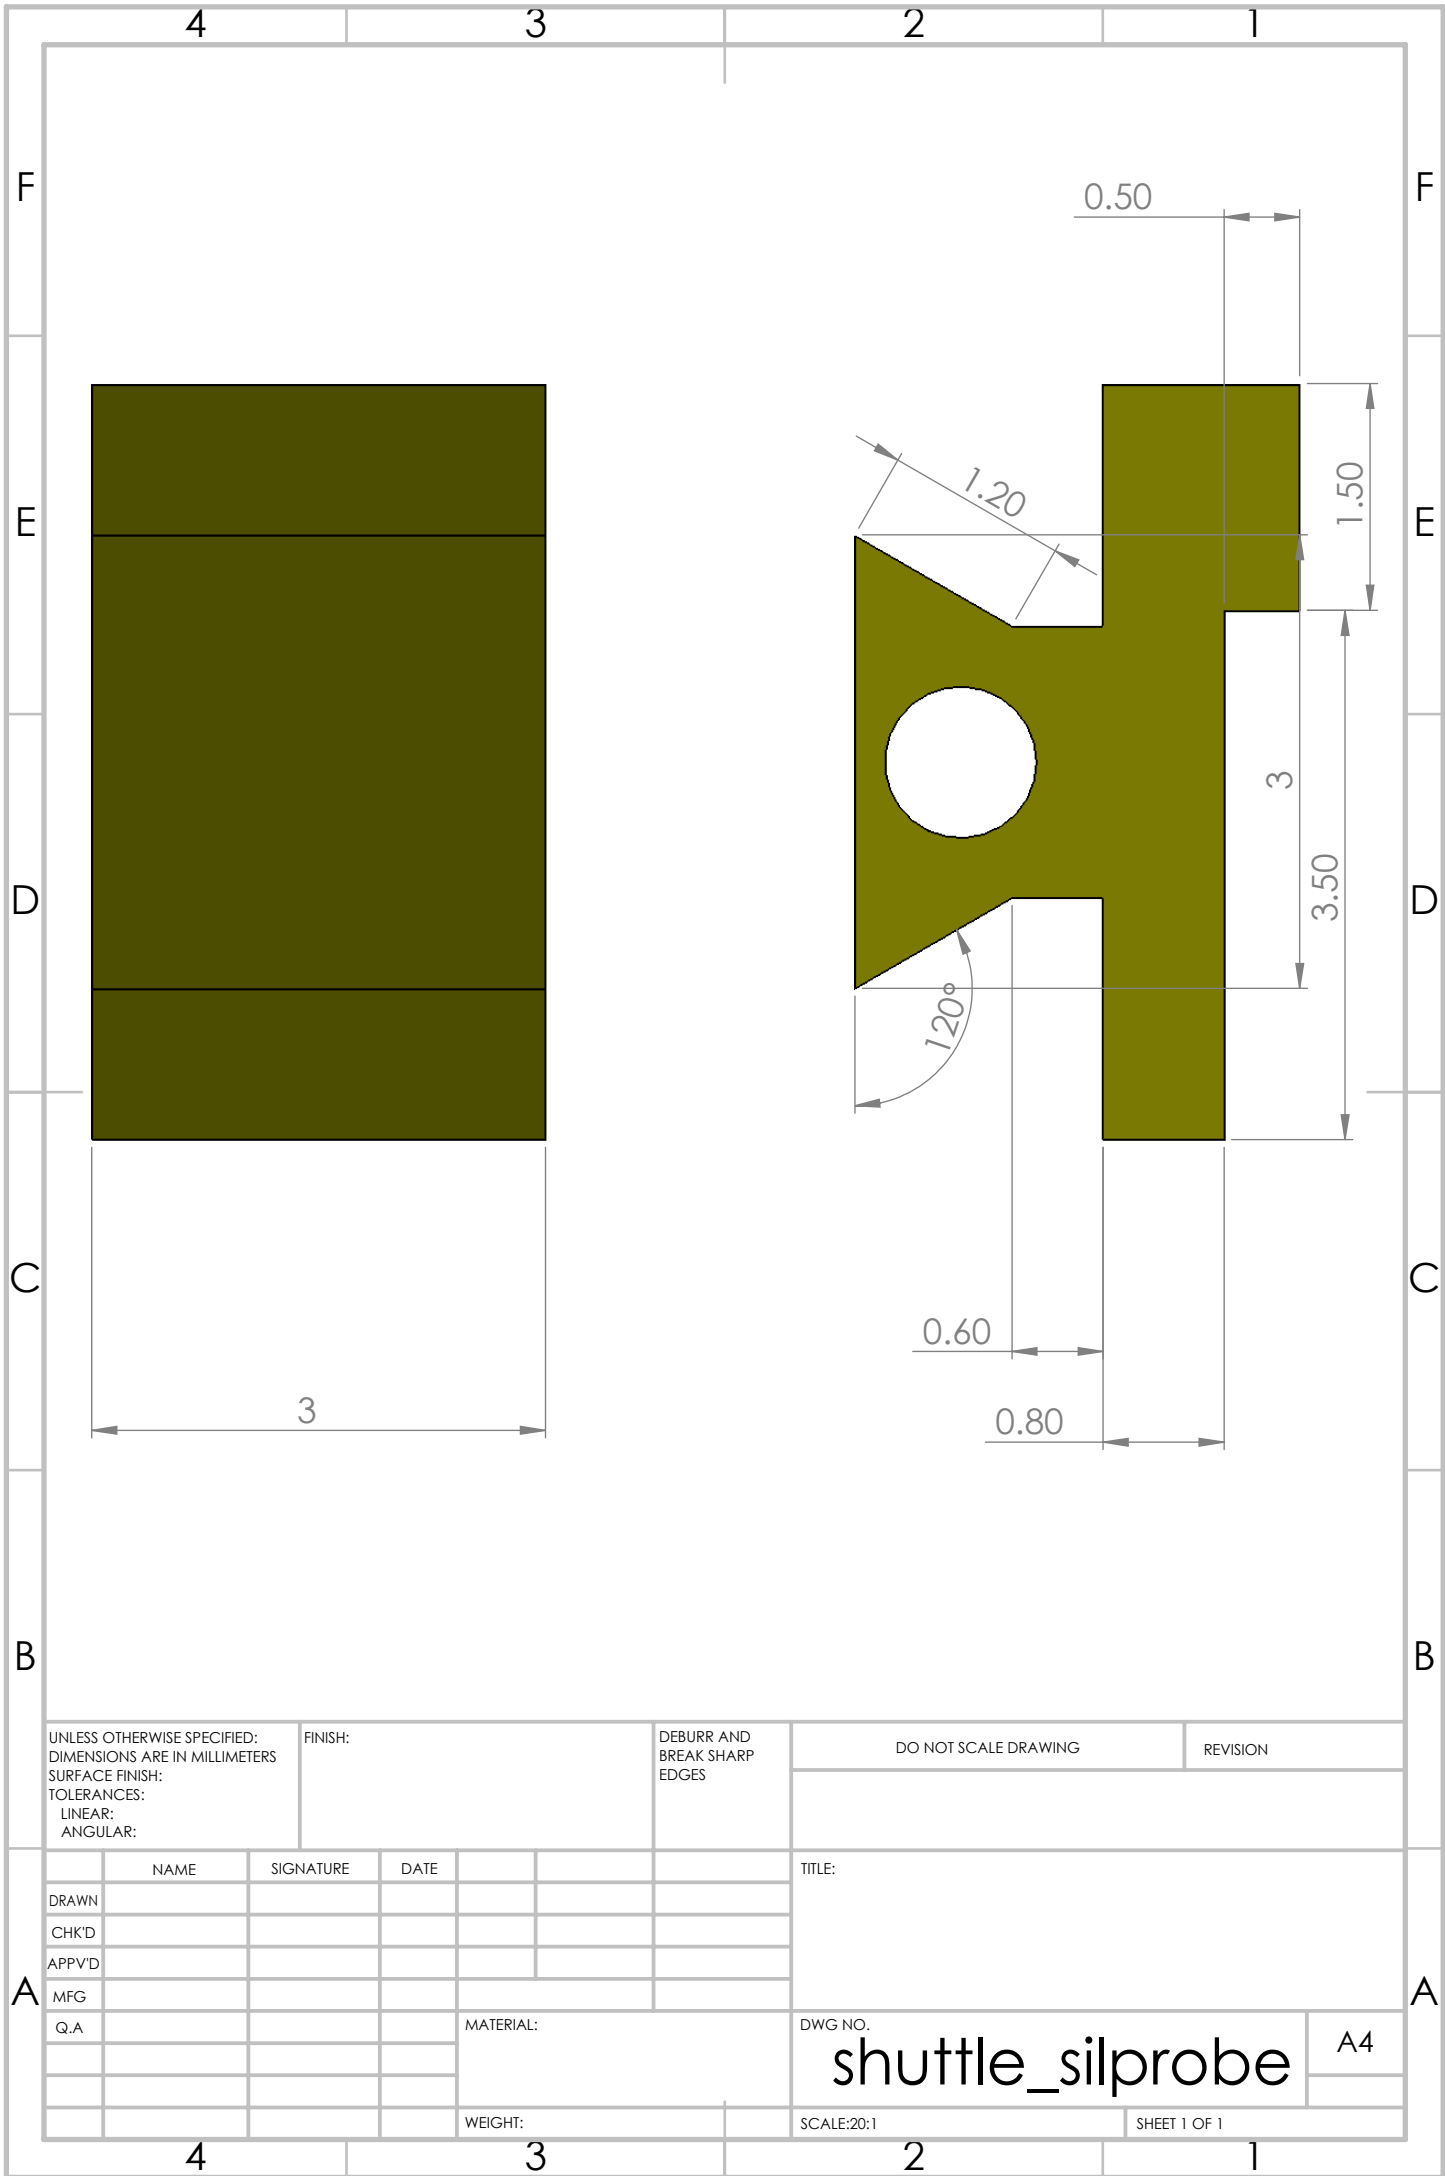 4 3 2 1
F F
0.50
1.20
1.50
E E
3
3.50
D D
120°
C C
0.60
3
0.80
B B
UNLESS OTHERWISE SPECIFIED:
DIMENSIONS ARE IN MILLIMETERS
SURFACE FINISH:
TOLERANCES:
LINEAR:
ANGULAR:
FINISH:
DEBURR AND
BREAK SHARP
EDGES
DO NOT SCALE DRAWING
REVISION
NAME SIGNATURE DATE
TITLE:
DRAWN
CHK'D
APPV'D
MFG
A A
Q.A
MATERIAL:
DWG NO.
shuttle_silprobe
A4
WEIGHT:
SCALE:20:1
SHEET 1 OF 1
4 3 2 1